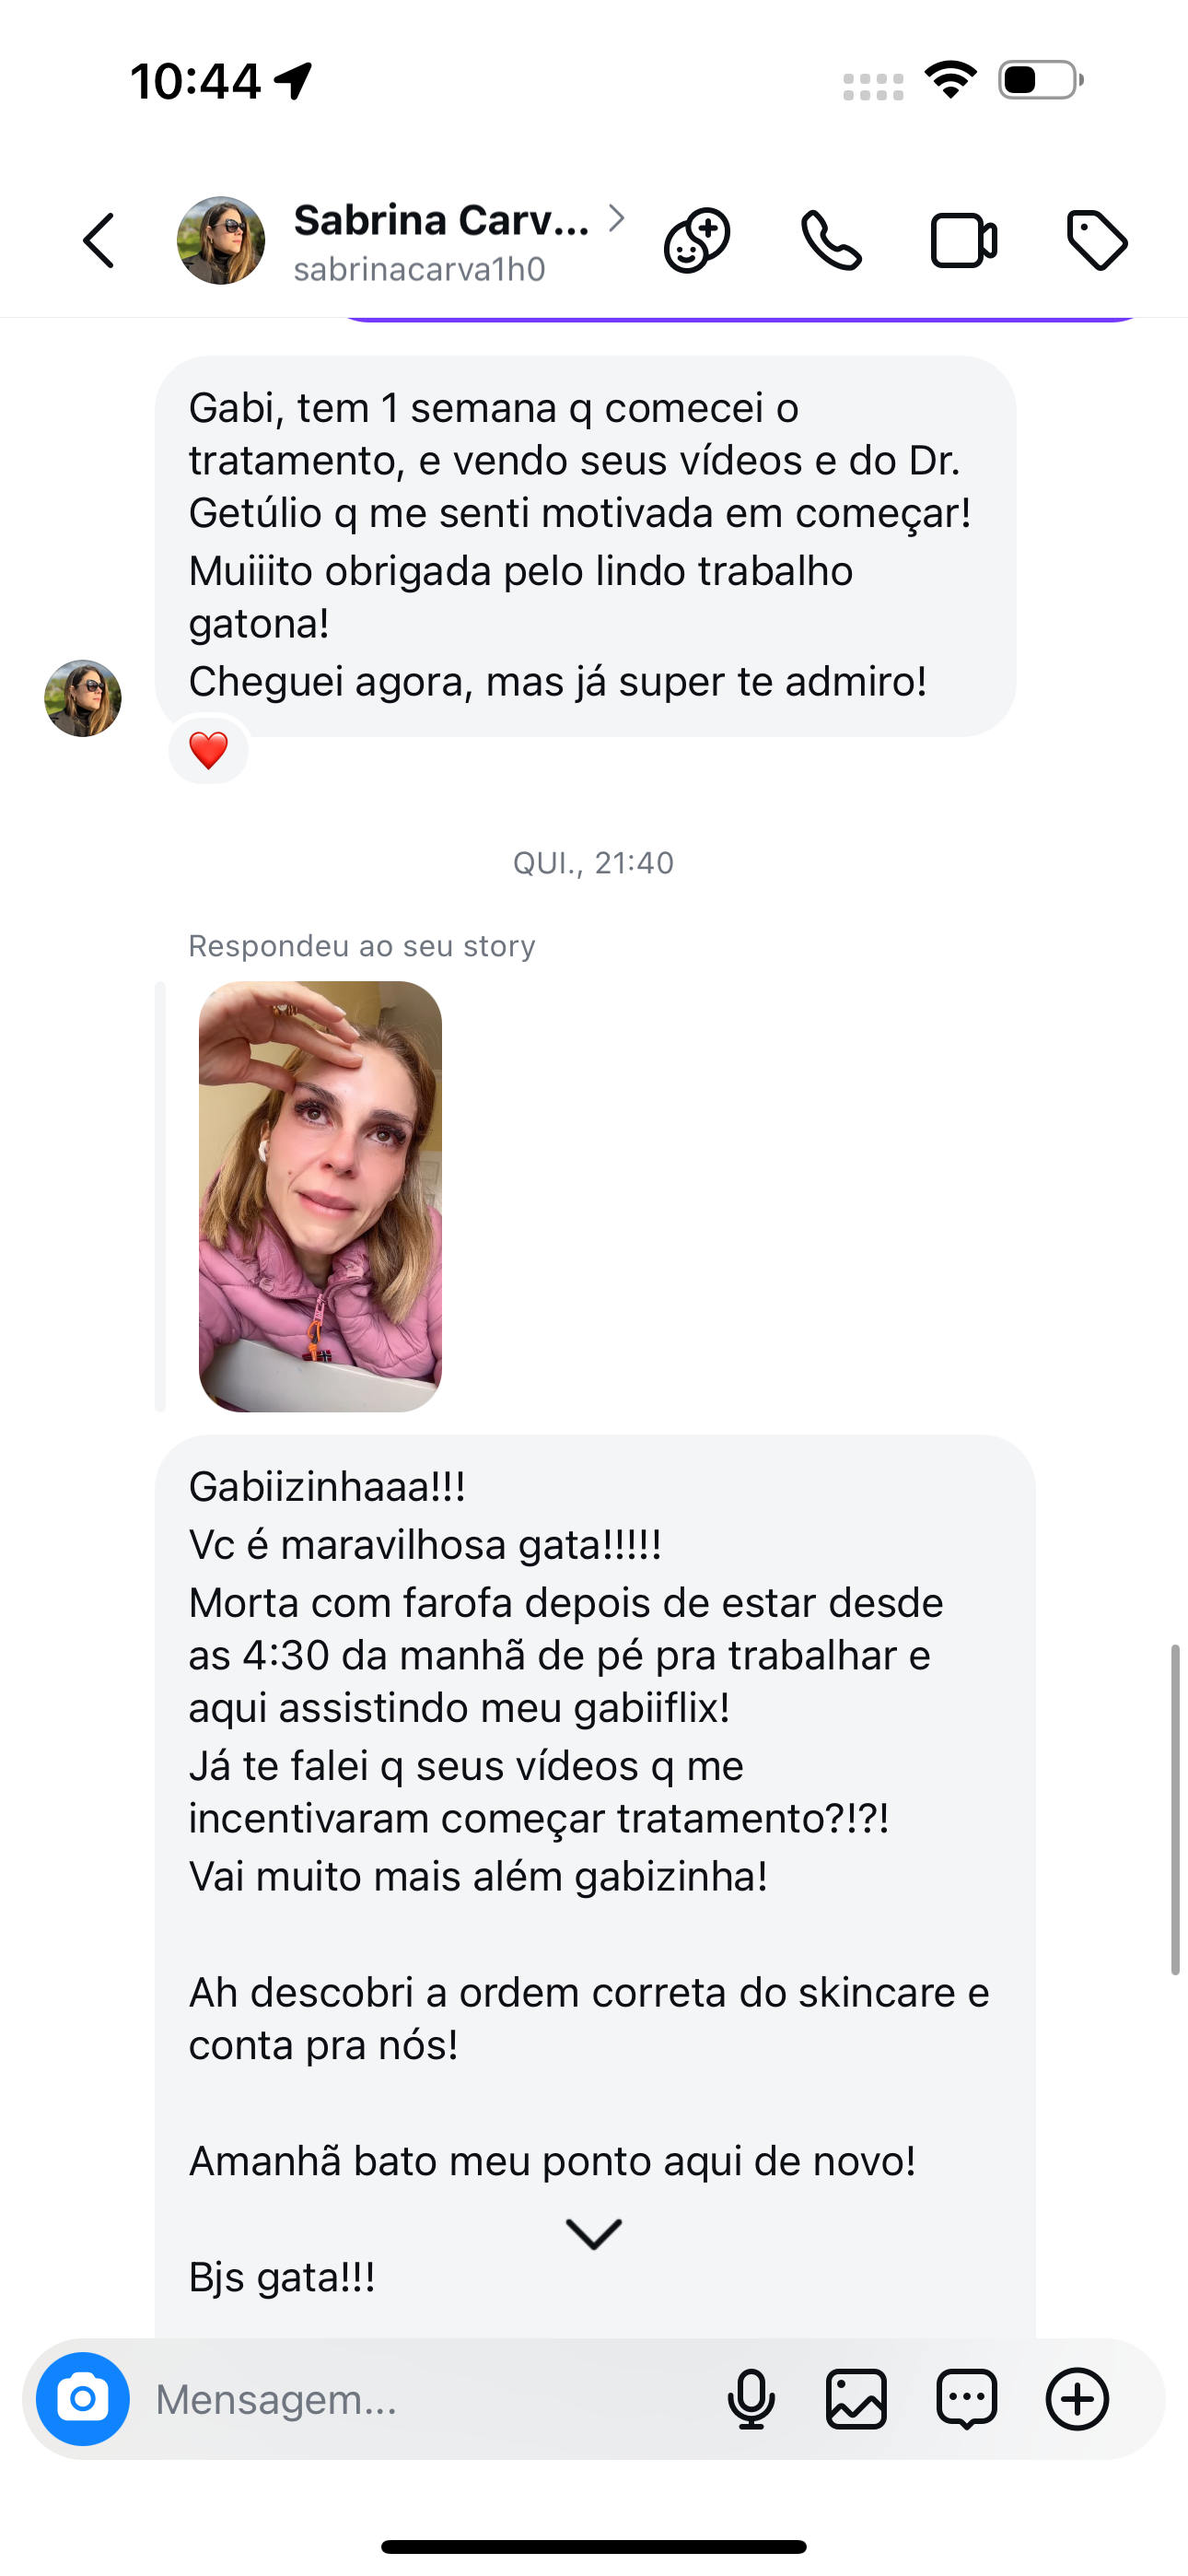 10:44
Sabrina Carv...
sabrinacarva1h0
Gabi, tem 1 semana q comecei o
tratamento, e vendo seus vídeos e do Dr.
Getúlio q me senti motivada em começar!
Muiiito obrigada pelo lindo trabalho
gatona!
Cheguei agora, mas já super te admiro!
QUI., 21:40
Respondeu ao seu story
Gabiizinhaaa!!!
Vc é maravilhosa gata!!!!!
Morta com farofa depois de estar desde
as 4:30 da manhã de pé pra trabalhar e
aqui assistindo meu gabiiflix!
Já te falei q seus vídeos q me
incentivaram começar tratamento?!?!
Vai muito mais além gabizinha!
Ah descobri a ordem correta do skincare e
conta pra nós!
Amanhã bato meu ponto aqui de novo!
Bjs gata!!!
Mensagem...